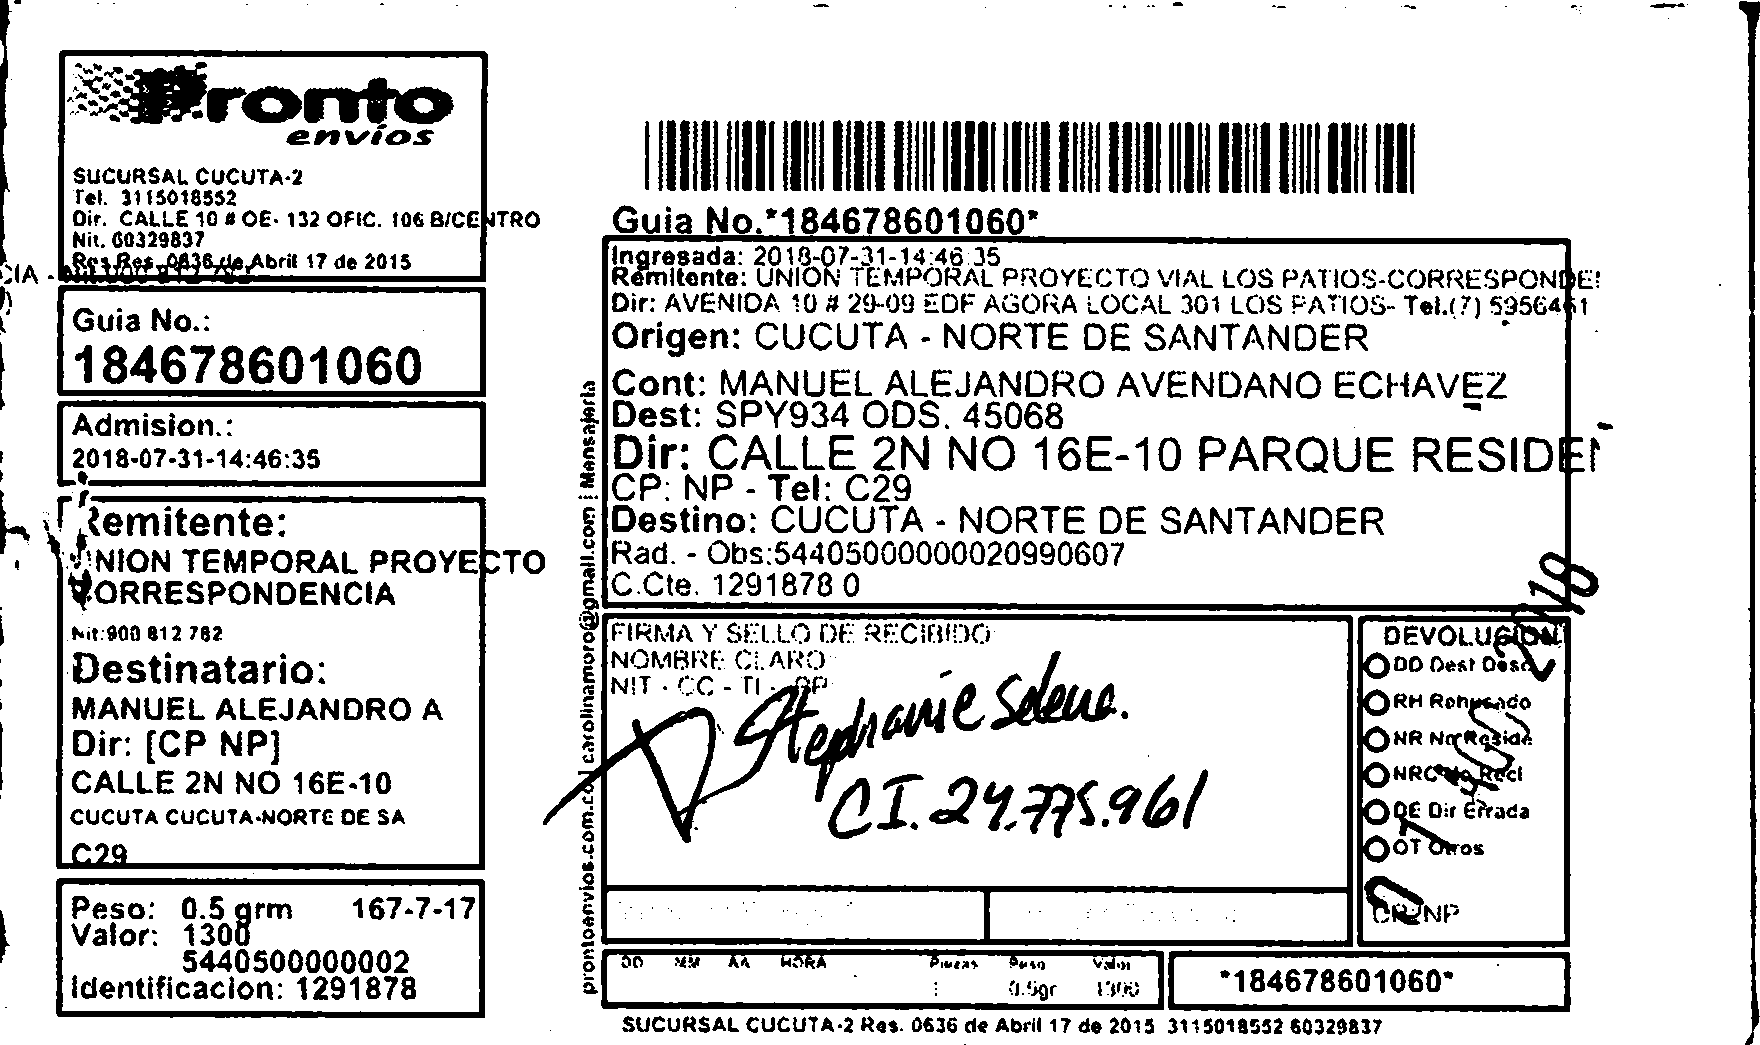 Pronto
envíos
SUCURSAL CUCUTA-2
Tel. 3115018552
Dir. CALLE 10 # OE- 132 OFIC. 106 B/CENTRO
Nit. 60329837
Res.Res. 0636 de Abril 17 de 2015
CIA -
Guia No.:
184678601060
Admision.:
2018-07-31-14:46:35
Remitente:
UNION TEMPORAL PROYECTO
CORRESPONDENCIA
Nit:900 812 782
Destinatario:
MANUEL ALEJANDRO A
Dir: [CP NP]
CALLE 2N NO 16E-10
CUCUTA CUCUTA-NORTE DE SA
C29
Peso: 0.5 grm 167-7-17
Valor: 1300
5440500000002
Identificacion: 1291878
prontoenvios.com.co | carolinamoro@gmail.com | Mensajeria
Guia No.*184678601060*
Ingresada: 2018-07-31-14:46:35
Remitente: UNION TEMPORAL PROYECTO VIAL LOS PATIOS-CORRESPONDE
Dir: AVENIDA 10 # 29-09 EDF AGORA LOCAL 301 LOS PATIOS- Tel.(7) 5956461
Origen: CUCUTA - NORTE DE SANTANDER
Cont: MANUEL ALEJANDRO AVENDANO ECHAVEZ
Dest: SPY934 ODS. 45068
Dir: CALLE 2N NO 16E-10 PARQUE RESIDEN
CP: NP - Tel: C29
Destino: CUCUTA - NORTE DE SANTANDER
Rad. - Obs:54405000000020990607
C.Cte. 1291878 0
FIRMA Y SELLO DE RECIBIDO
NOMBRE CLARO
NIT - CC - TI - RP
Stephanie Selena.
CI. 24.775.961
DEVOLUCION
DD Dest Desc
RH Rehusado
NR No Reside
NRC No Recl
DE Dir Errada
OT Otros
CP: NP
01 AGO 2018
DD MM AA HORA Piezas Peso Valor
1 0.5gr 1300
*184678601060*
SUCURSAL CUCUTA-2 Res. 0636 de Abril 17 de 2015 3115018552 60329837